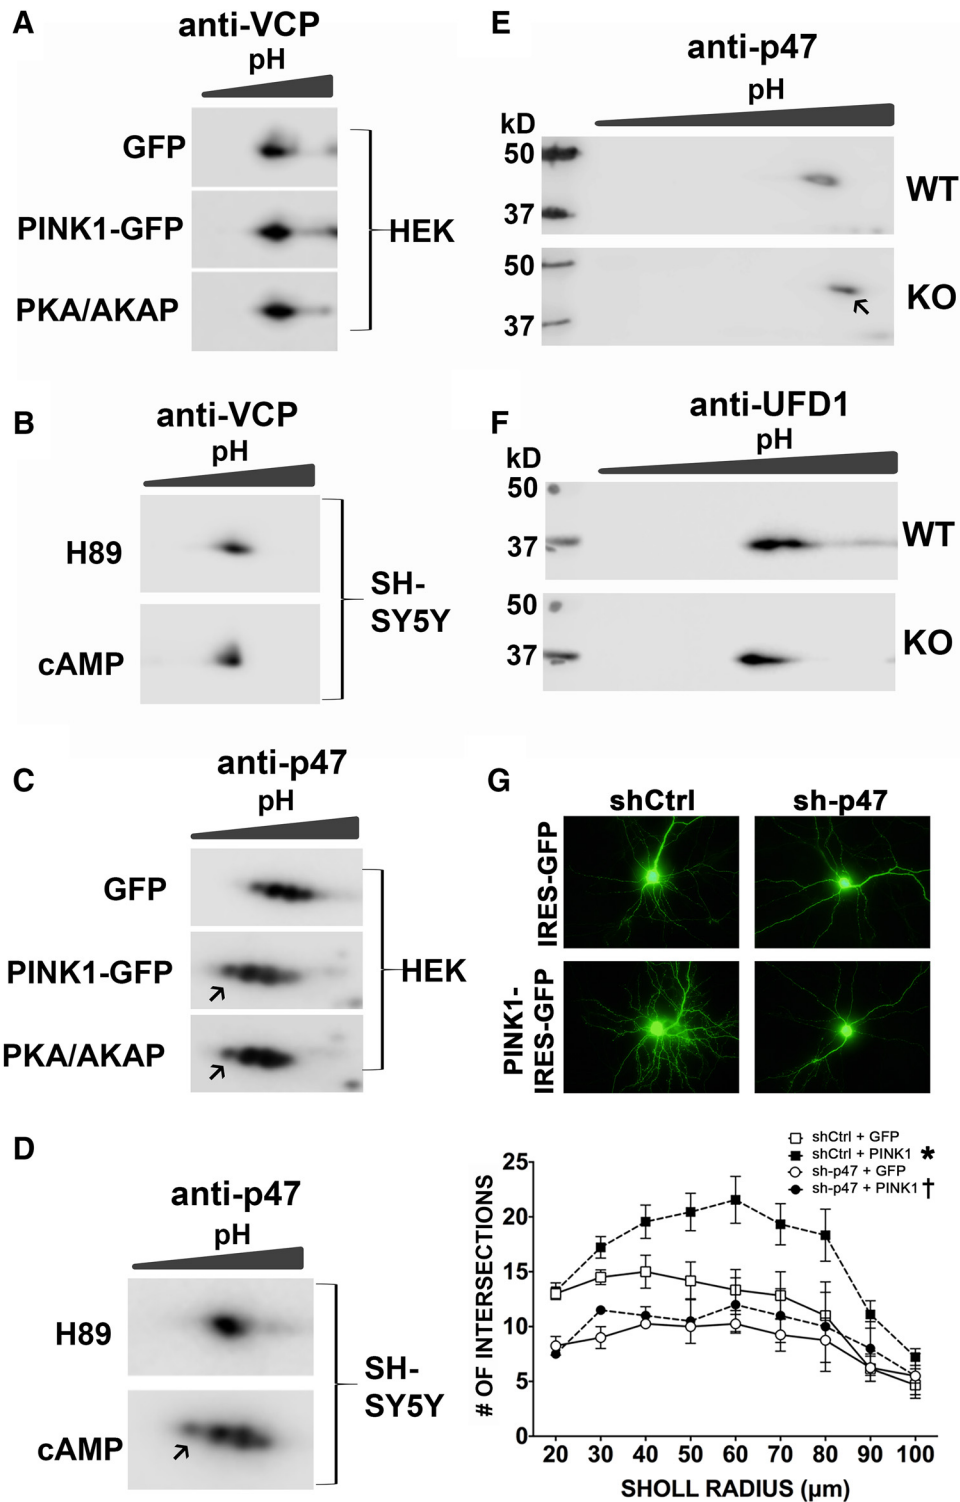 A
anti-VCP
pH
GFP
PINK1-GFP
PKA/AKAP
HEK
B
anti-VCP
pH
H89
cAMP
SH-
SY5Y
C
anti-p47
pH
GFP
PINK1-GFP
PKA/AKAP
HEK
D
anti-p47
pH
H89
cAMP
SH-
SY5Y
E
anti-p47
pH
kD
50
37
WT
50
37
KO
F
anti-UFD1
pH
kD
50
37
WT
50
37
KO
G
shCtrl sh-p47
IRES-GFP
PINK1-
IRES-GFP
shCtrl + GFP
shCtrl + PINK1 *
sh-p47 + GFP
sh-p47 + PINK1 †
# OF INTERSECTIONS
25
20
15
10
5
0
20 30 40 50 60 70 80 90 100
SHOLL RADIUS (µm)